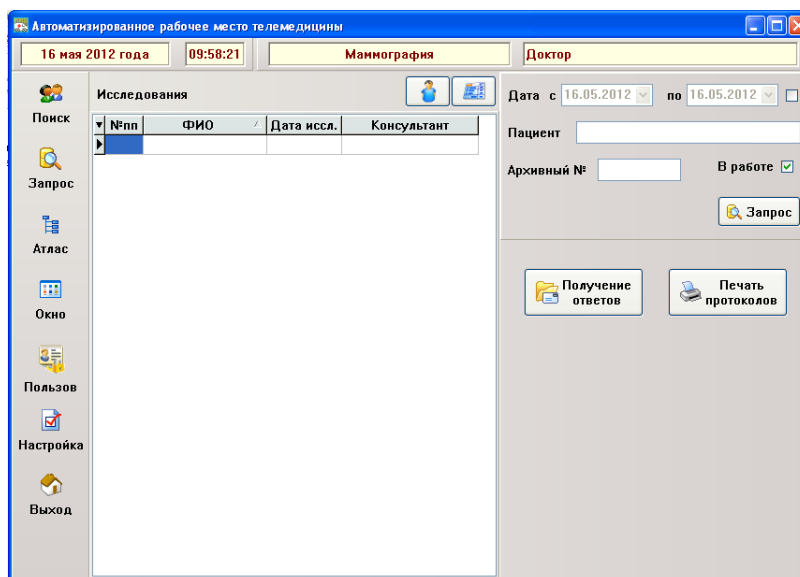 Автоматизированное рабочее место телемедицины
16 мая 2012 года 09:58:21 Маммография Доктор
Поиск
Запрос
Атлас
Окно
Пользов
Настройка
Выход
Исследования
№пп ФИО Дата иссл. Консультант
Дата с 16.05.2012 по 16.05.2012
Пациент
Архивный № В работе
Запрос
Получение
ответов
Печать
протоколов